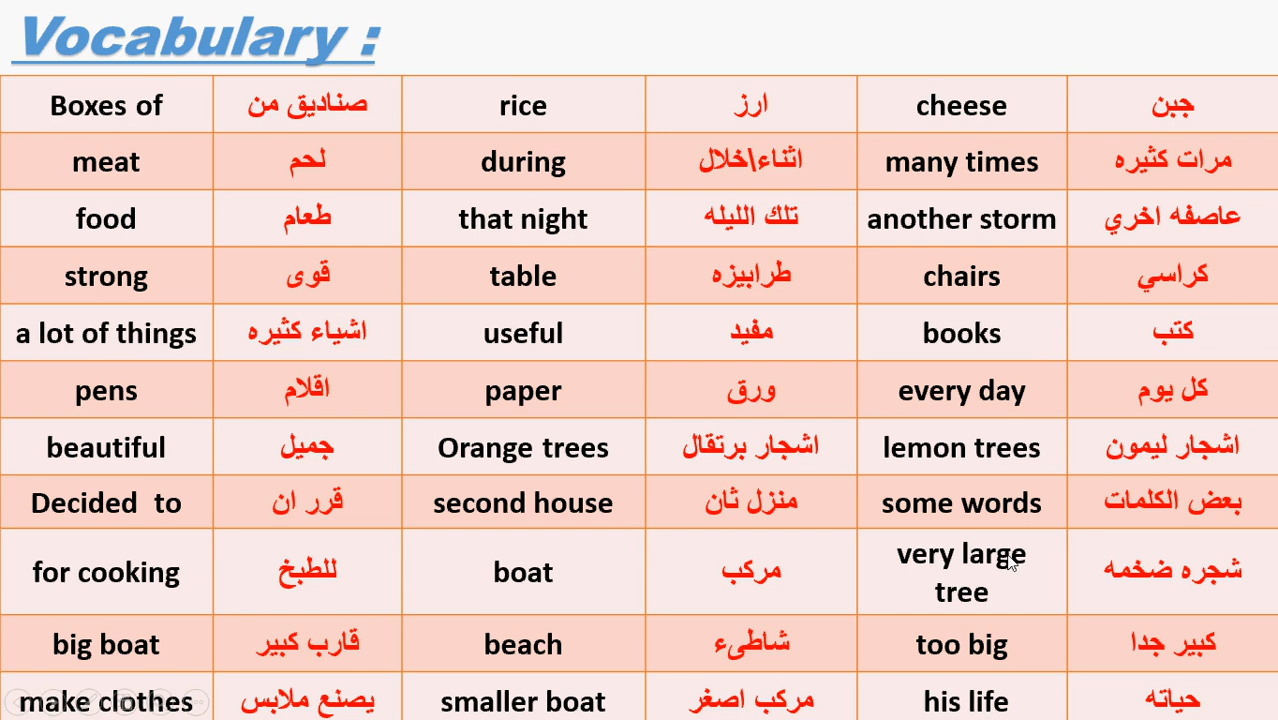 Vocabulary :
Boxes of صناديق من rice ارز cheese جبن
meat لحم during اثناء\خلال many times مرات كثيره
food طعام that night تلك الليله another storm عاصفه اخري
strong قوى table طرابيزه chairs كراسي
a lot of things اشياء كثيره useful مفيد books كتب
pens اقلام paper ورق every day كل يوم
beautiful جميل Orange trees اشجار برتقال lemon trees اشجار ليمون
Decided to قرر ان second house منزل ثان some words بعض الكلمات
for cooking للطبخ boat مركب very large tree شجره ضخمه
big boat قارب كبير beach شاطىء too big كبير جدا
make clothes يصنع ملابس smaller boat مركب اصغر his life حياته